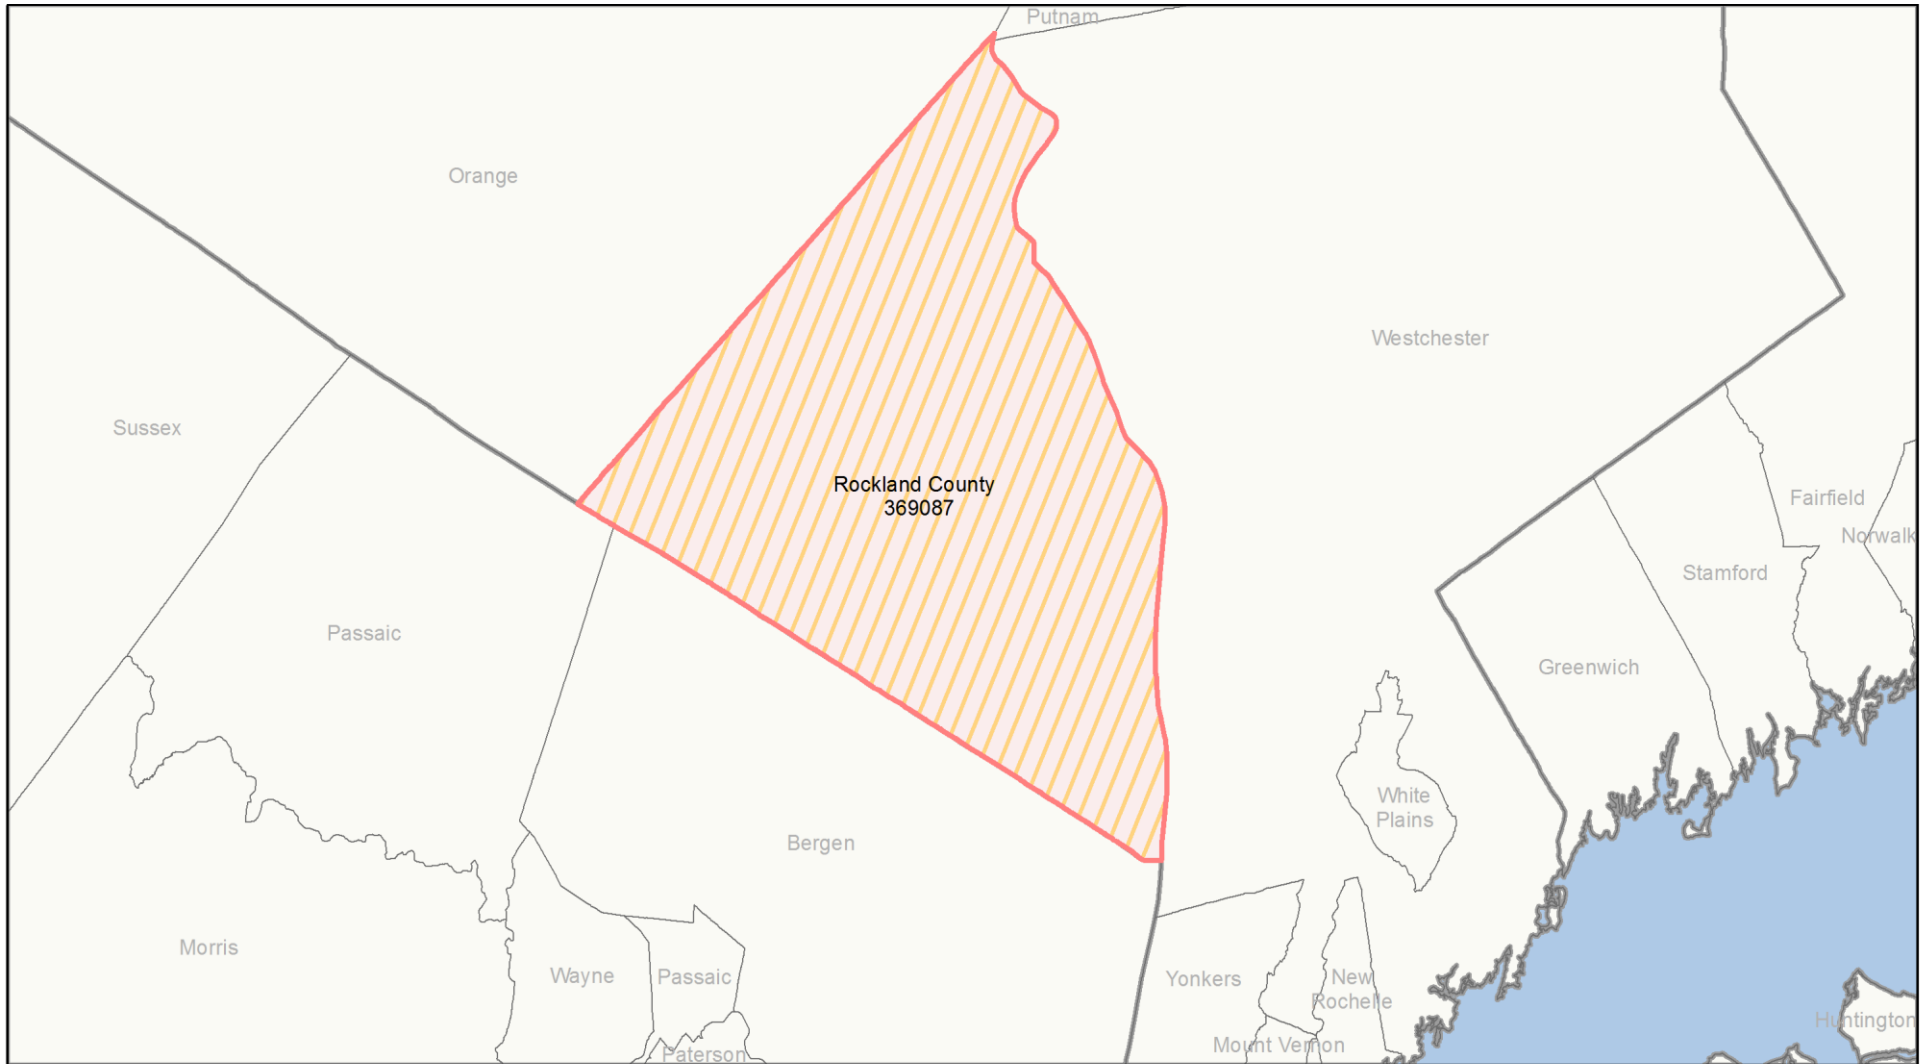 Putnam
Orange
Westchester
Sussex
Rockland County
369087
Fairfield
Norwalk
Stamford
Passaic
Greenwich
White
Plains
Bergen
Morris
Wayne
Passaic
Yonkers
New
Rochelle
Huntington
Mount Vernon
Paterson